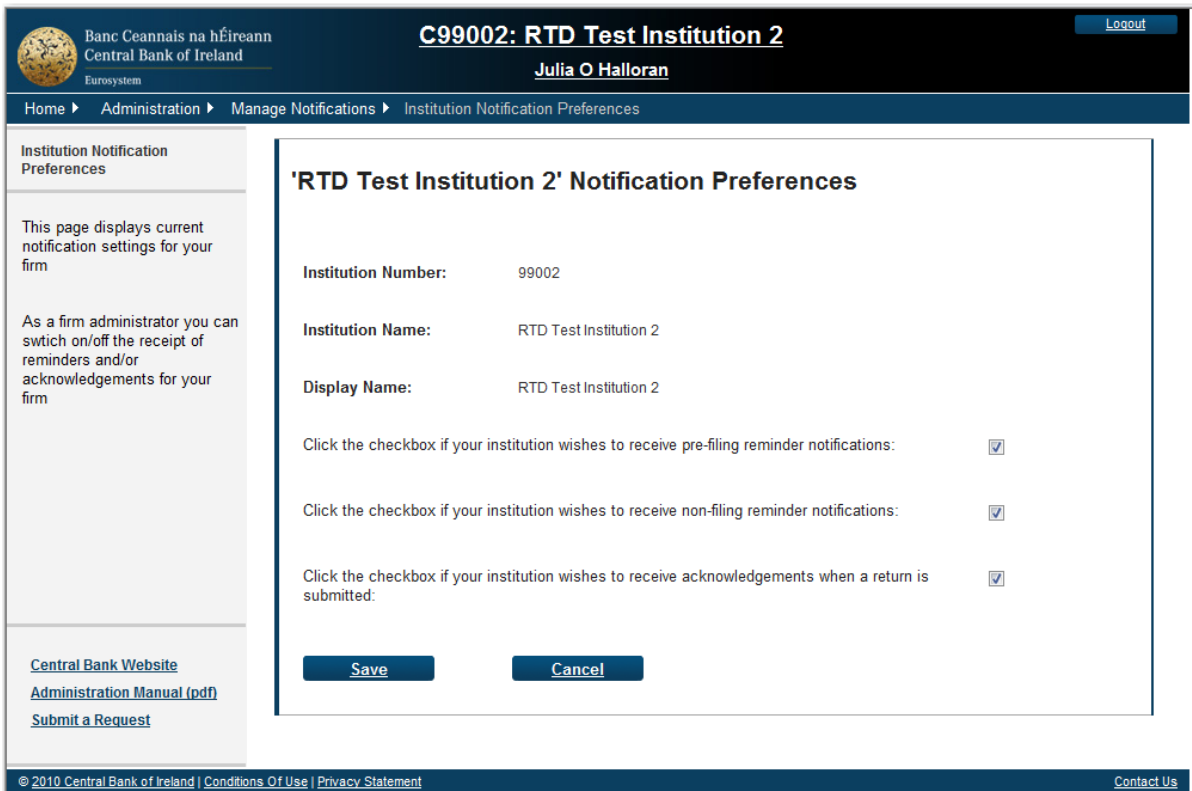 Banc Ceannais na hÉireann
Central Bank of Ireland
Eurosystem
C99002: RTD Test Institution 2
Julia O Halloran
Logout
Home Administration Manage Notifications Institution Notification Preferences
Institution Notification
Preferences
This page displays current
notification settings for your
firm
As a firm administrator you can
swtich on/off the receipt of
reminders and/or
acknowledgements for your
firm
Central Bank Website
Administration Manual (pdf)
Submit a Request
'RTD Test Institution 2' Notification Preferences
Institution Number: 99002
Institution Name: RTD Test Institution 2
Display Name: RTD Test Institution 2
Click the checkbox if your institution wishes to receive pre-filing reminder notifications:
Click the checkbox if your institution wishes to receive non-filing reminder notifications:
Click the checkbox if your institution wishes to receive acknowledgements when a return is
submitted:
Save Cancel
© 2010 Central Bank of Ireland | Conditions Of Use | Privacy Statement
Contact Us